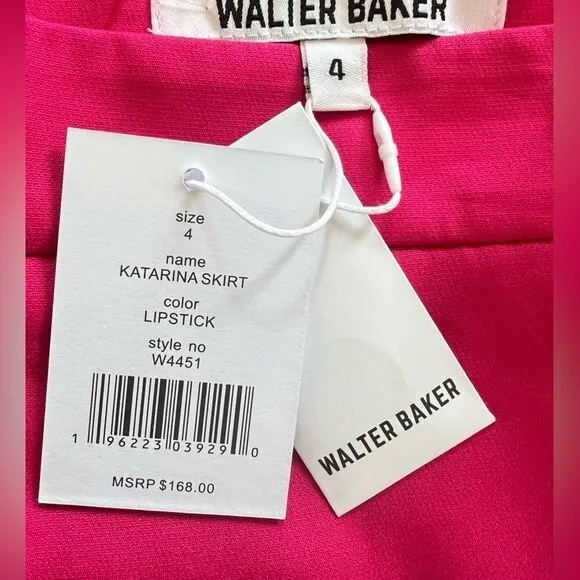 WALTER BAKER
4
size
4
name
KATARINA SKIRT
color
LIPSTICK
style no
W4451
1 96223 03929 0
MSRP $168.00
WALTER BAKER